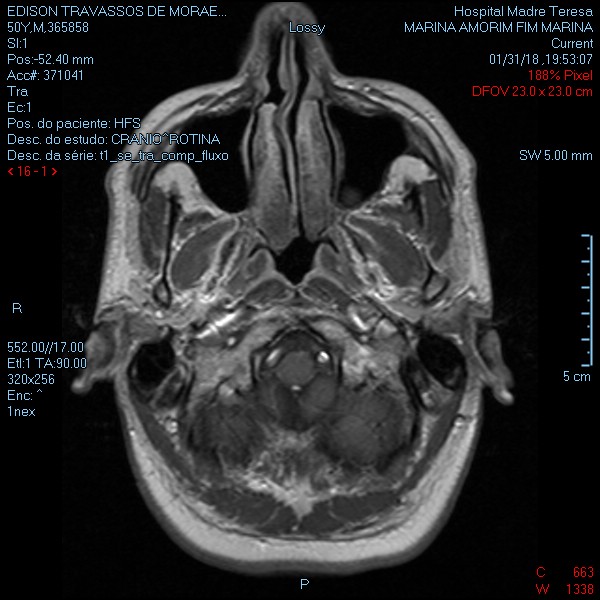 EDISON TRAVASSOS DE MORAE...
50Y,M,365858
Sl:1
Pos:-52.40 mm
Acc#: 371041
Tra
Ec:1
Pos. do paciente: HFS
Desc. do estudo: CRANIO^ROTINA
Desc. da série: t1_se_tra_comp_fluxo
< 16 - 1 >
Lossy
Hospital Madre Teresa
MARINA AMORIM FIM MARINA
Current
01/31/18 ,19:53:07
188% Pixel
DFOV 23.0 x 23.0 cm
SW 5.00 mm
R
552.00//17.00
Etl:1 TA:90.00
320x256
Enc: ^
1nex
5 cm
P
C 663
W 1338